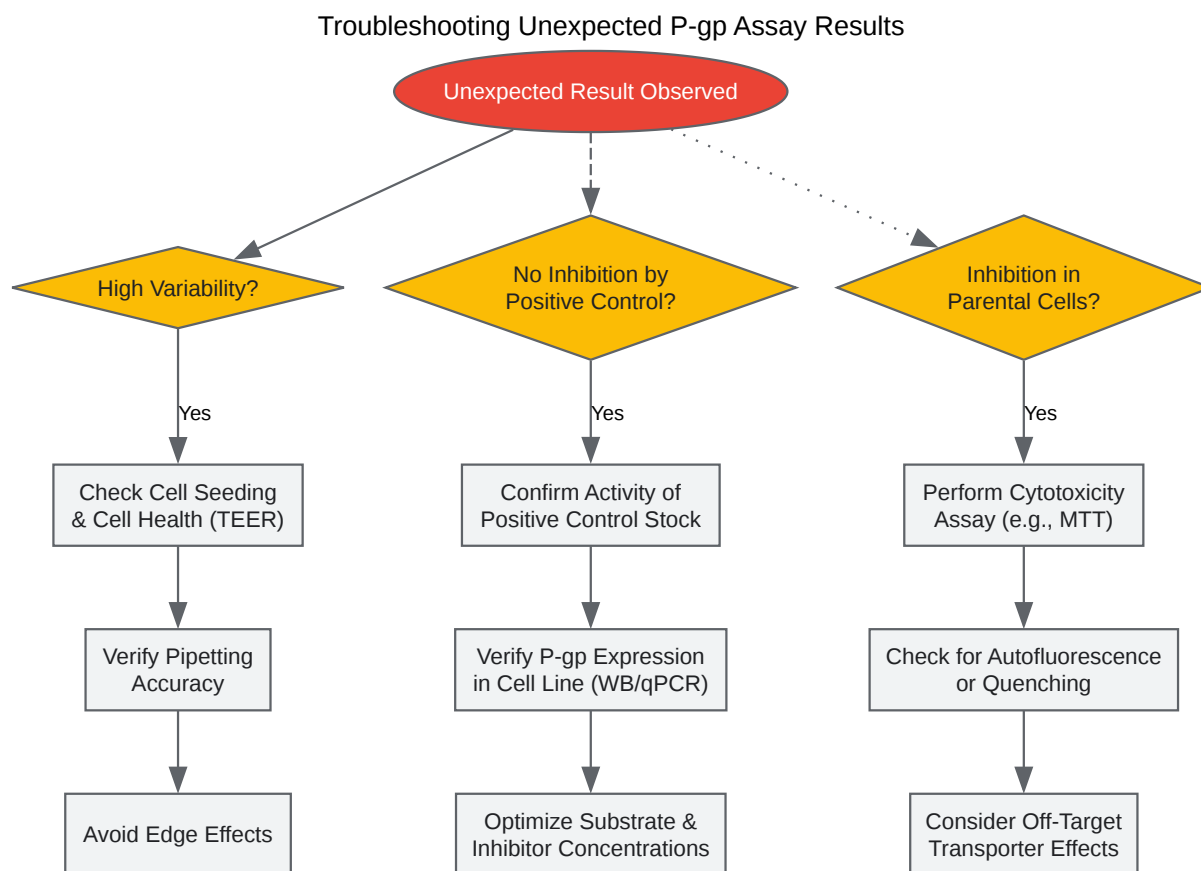 Troubleshooting Unexpected P-gp Assay Results
Unexpected Result Observed
High Variability?
No Inhibition by
Positive Control?
Inhibition in
Parental Cells?
Yes
Yes
Yes
Check Cell Seeding
& Cell Health (TEER)
Confirm Activity of
Positive Control Stock
Perform Cytotoxicity
Assay (e.g., MTT)
Verify Pipetting
Accuracy
Verify P-gp Expression
in Cell Line (WB/qPCR)
Check for Autofluorescence
or Quenching
Avoid Edge Effects
Optimize Substrate &
Inhibitor Concentrations
Consider Off-Target
Transporter Effects